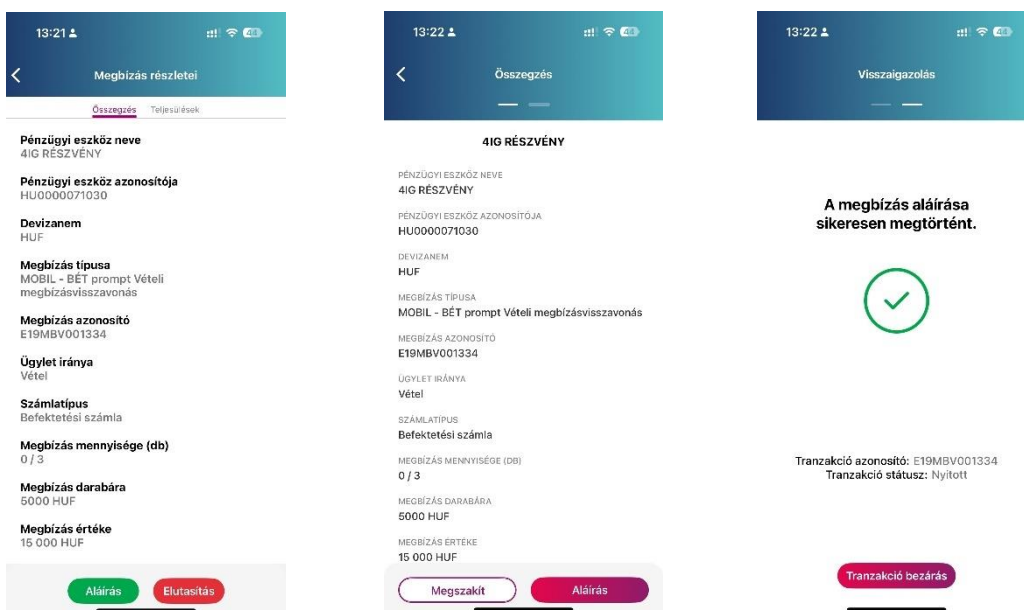 13:21
44
Megbízás részletei
Összegzés Teljesülések
Pénzügyi eszköz neve
4IG RÉSZVÉNY
Pénzügyi eszköz azonosítója
HU0000071030
Devizanem
HUF
Megbízás típusa
MOBIL - BÉT prompt Vételi
megbízásvisszavonás
Megbízás azonosító
E19MBV001334
Ügylet iránya
Vétel
Számlatípus
Befektetési számla
Megbízás mennyisége (db)
0 / 3
Megbízás darabára
5000 HUF
Megbízás értéke
15 000 HUF
Aláírás Elutasítás
13:22
44
Összegzés
4IG RÉSZVÉNY
PÉNZÜGYI ESZKÖZ NEVE
4IG RÉSZVÉNY
PÉNZÜGYI ESZKÖZ AZONOSÍTÓJA
HU0000071030
DEVIZANEM
HUF
MEGBÍZÁS TÍPUSA
MOBIL - BÉT prompt Vételi megbízásvisszavonás
MEGBÍZÁS AZONOSÍTÓ
E19MBV001334
ÜGYLET IRÁNYA
Vétel
SZÁMLATÍPUS
Befektetési számla
MEGBÍZÁS MENNYISÉGE (DB)
0 / 3
MEGBÍZÁS DARABÁRA
5000 HUF
MEGBÍZÁS ÉRTÉKE
15 000 HUF
Megszakít Aláírás
13:22
44
Visszaigazolás
A megbízás aláírása
sikeresen megtörtént.
Tranzakció azonosító: E19MBV001334
Tranzakció státusz: Nyitott
Tranzakció bezárás